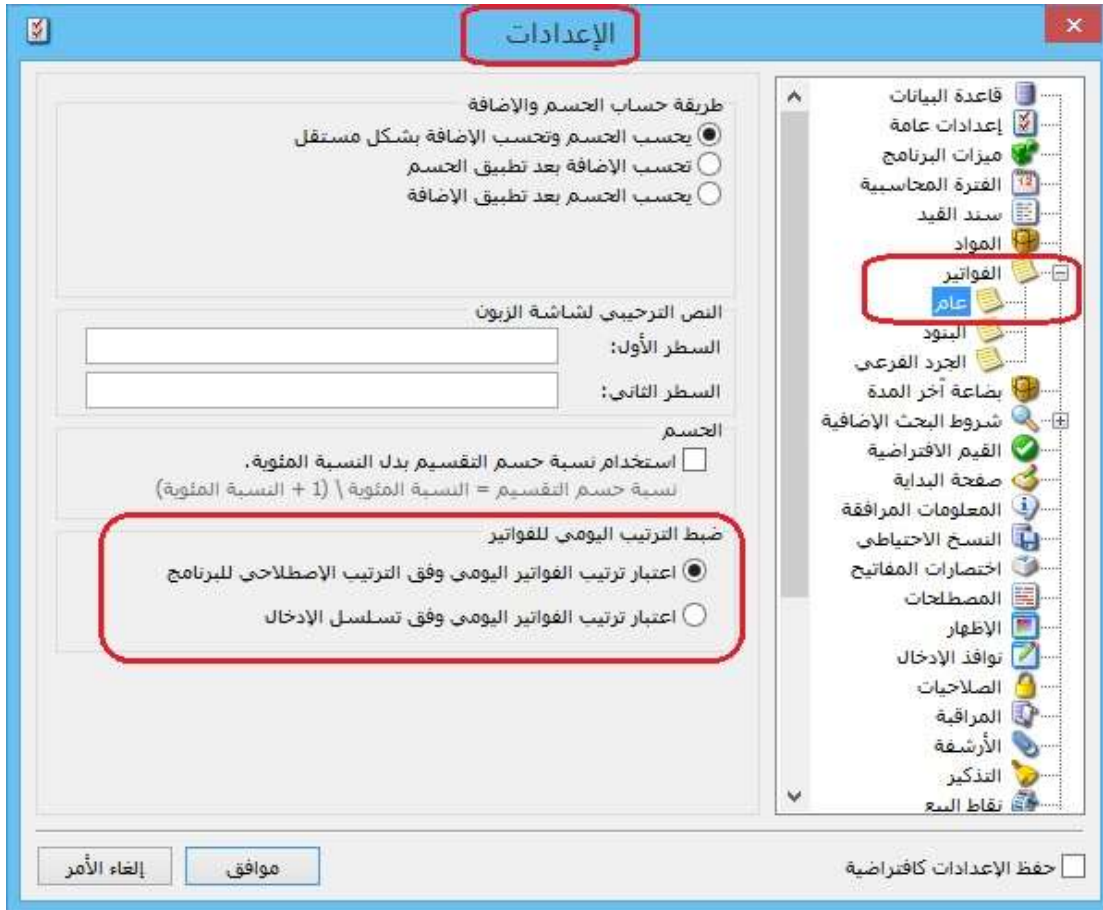 الإعدادات
قاعدة البيانات
إعدادات عامة
ميزات البرنامج
الفترة المحاسبية
سند القيد
المواد
الفواتير
عام
البنود
الجرد الفرعي
بضاعة آخر المدة
شروط البحث الإضافية
القيم الافتراضية
صفحة البداية
المعلومات المرافقة
النسخ الاحتياطي
اختصارات المفاتيح
المصطلحات
الإظهار
نوافذ الإدخال
الصلاحيات
المراقبة
الأرشفة
التذكير
نقاط البيع
طريقة حساب الحسم والإضافة
يحسب الحسم وتحسب الإضافة بشكل مستقل
تحسب الإضافة بعد تطبيق الحسم
يحسب الحسم بعد تطبيق الإضافة
النص الترحيبي لشاشة الزبون
السطر الأول:
السطر الثاني:
الحسم
استخدام نسبة حسم التقسيم بدل النسبة المئوية.
نسبة حسم التقسيم = النسبة المئوية \ (1 + النسبة المئوية)
ضبط الترتيب اليومي للفواتير
اعتبار ترتيب الفواتير اليومي وفق الترتيب الإصطلاحي للبرنامج
اعتبار ترتيب الفواتير اليومي وفق تسلسل الإدخال
حفظ الإعدادات كافتراضية
موافق
إلغاء الأمر